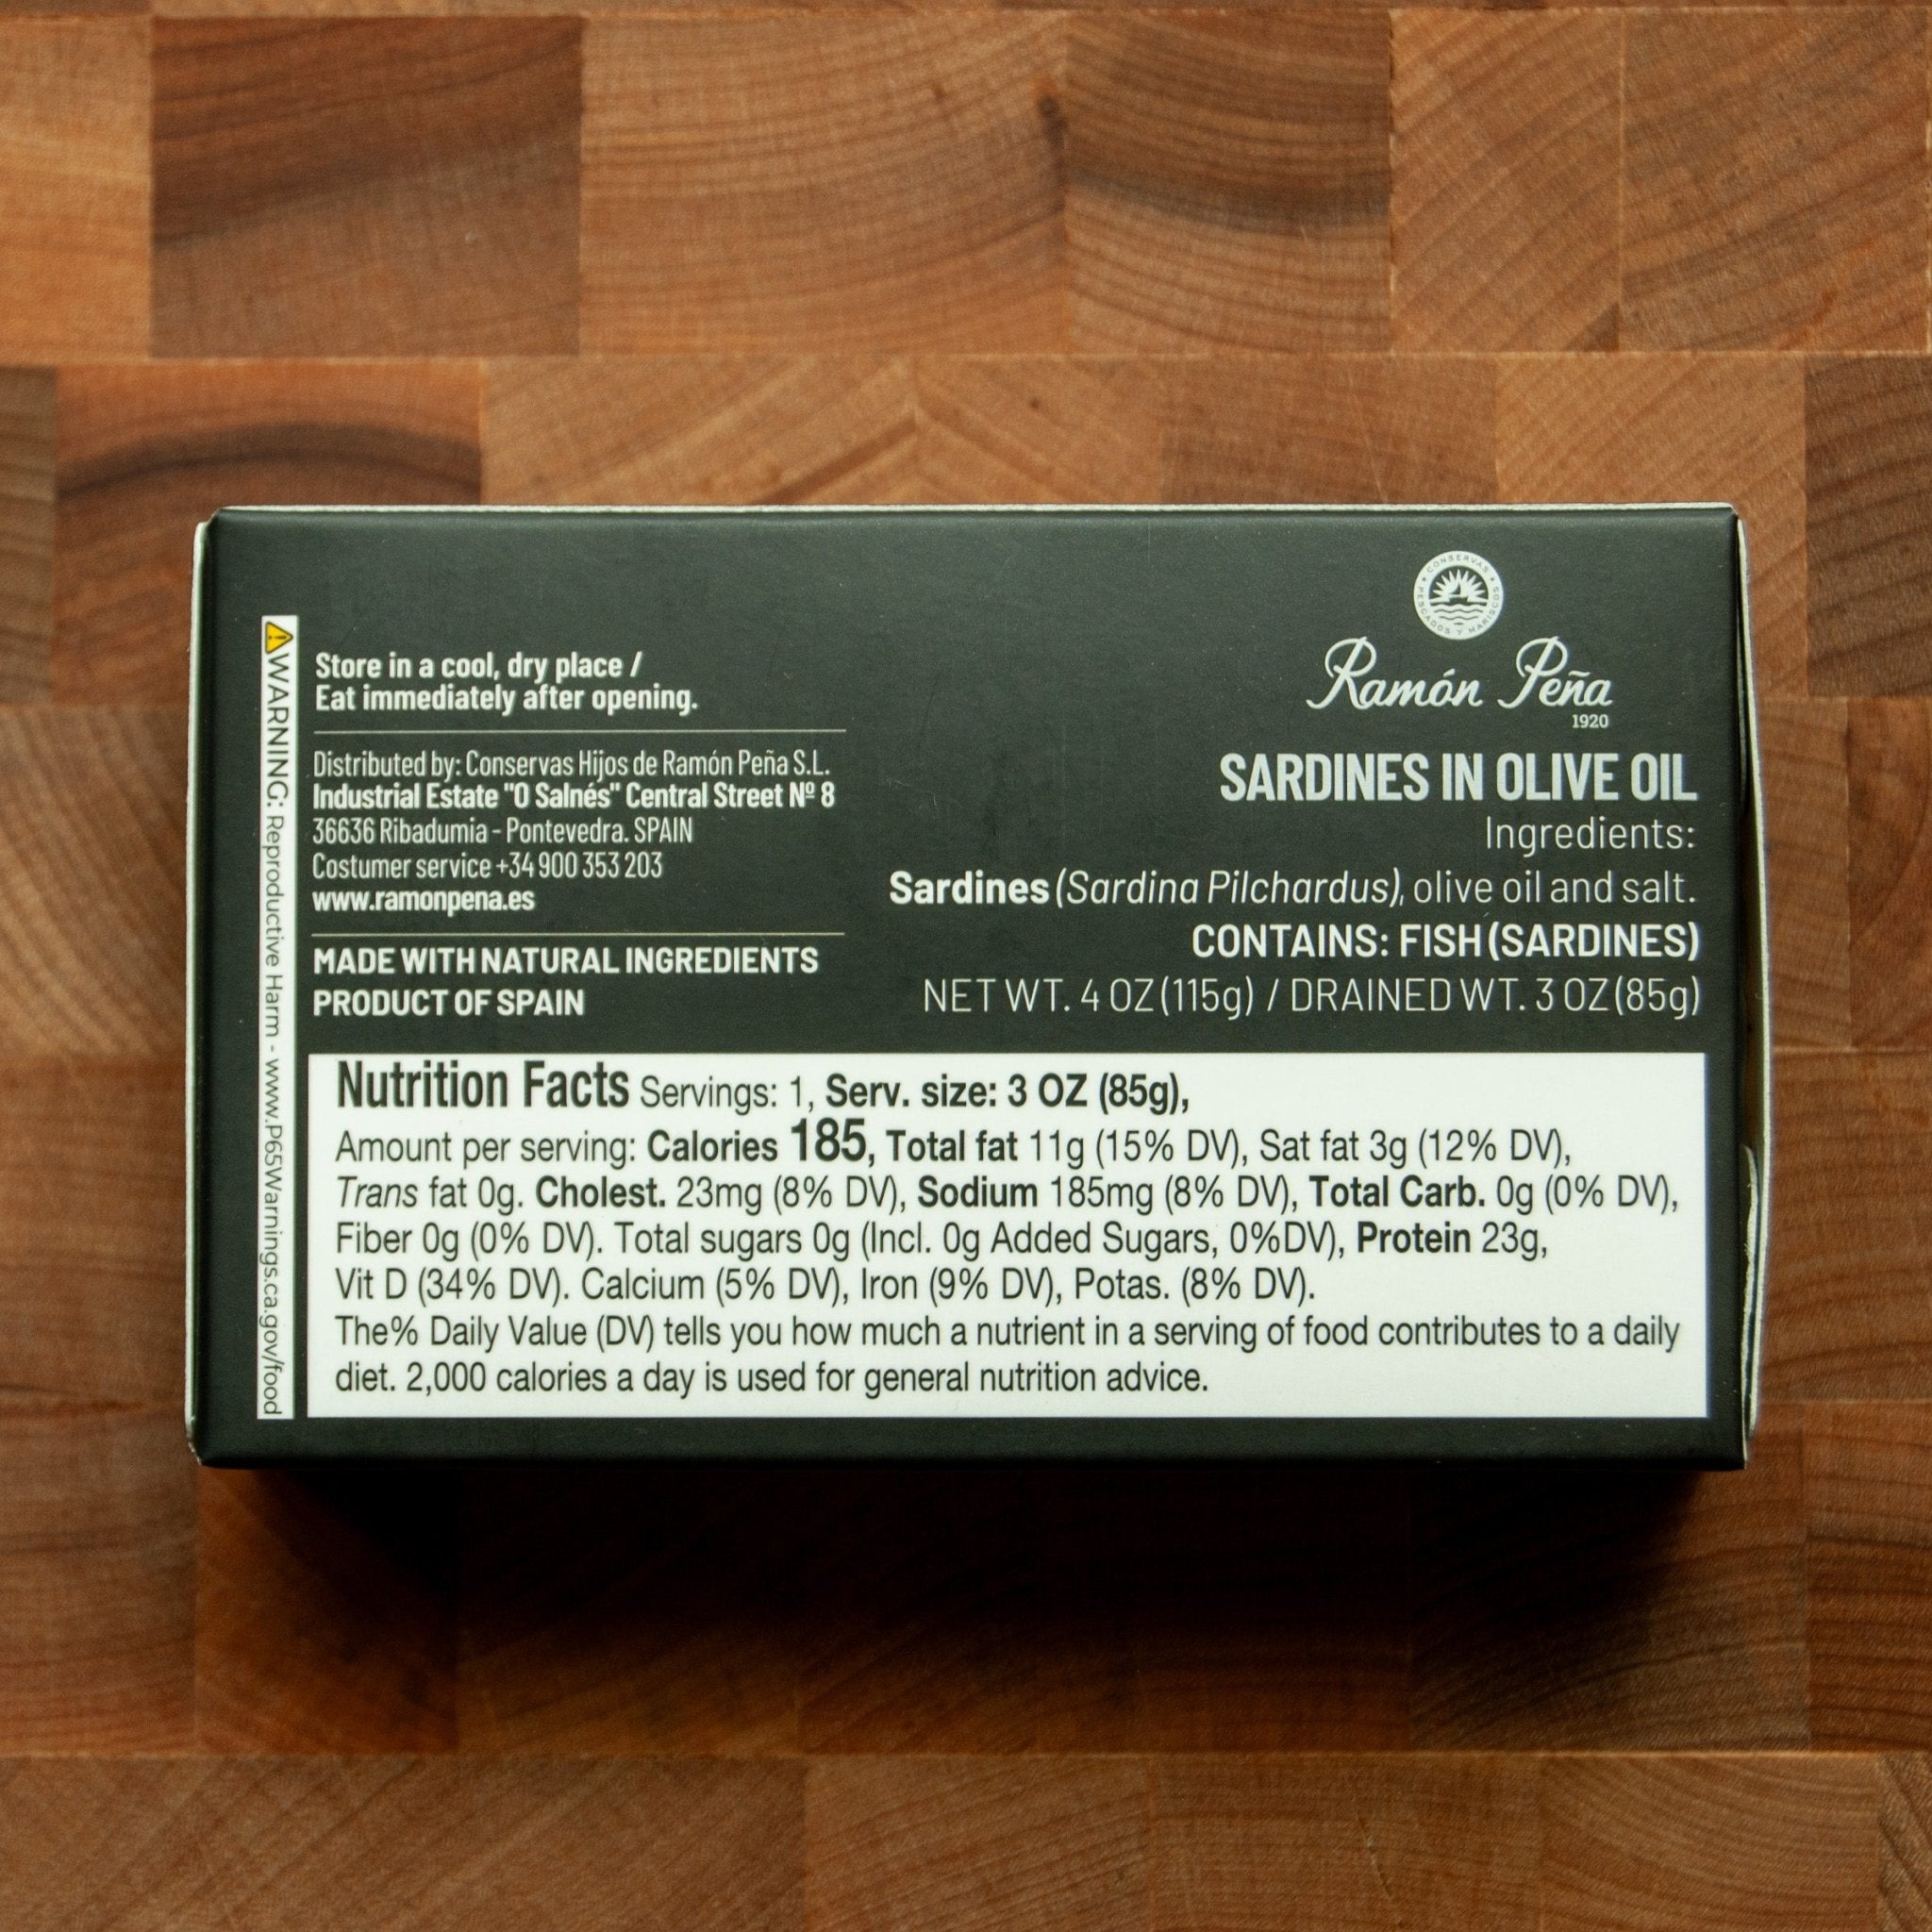 ⚠WARNING: Reproductive Harm - www.P65Warnings.ca.gov/food
Store in a cool, dry place /
Eat immediately after opening.
Distributed by: Conservas Hijos de Ramón Peña S.L.
Industrial Estate "O Salnés" Central Street Nº 8
36636 Ribadumia - Pontevedra. SPAIN
Costumer service +34 900 353 203
www.ramonpena.es
MADE WITH NATURAL INGREDIENTS
PRODUCT OF SPAIN
CONSERVAS
PESCADOS Y MARISCOS
Ramón Peña
1920
SARDINES IN OLIVE OIL
Ingredients:
Sardines (Sardina Pilchardus), olive oil and salt.
CONTAINS: FISH (SARDINES)
NET WT. 4 OZ (115g) / DRAINED WT. 3 OZ (85g)
Nutrition Facts Servings: 1, Serv. size: 3 OZ (85g),
Amount per serving: Calories 185, Total fat 11g (15% DV), Sat fat 3g (12% DV),
Trans fat 0g. Cholest. 23mg (8% DV), Sodium 185mg (8% DV), Total Carb. 0g (0% DV),
Fiber 0g (0% DV). Total sugars 0g (Incl. 0g Added Sugars, 0%DV), Protein 23g,
Vit D (34% DV). Calcium (5% DV), Iron (9% DV), Potas. (8% DV).
The% Daily Value (DV) tells you how much a nutrient in a serving of food contributes to a daily
diet. 2,000 calories a day is used for general nutrition advice.